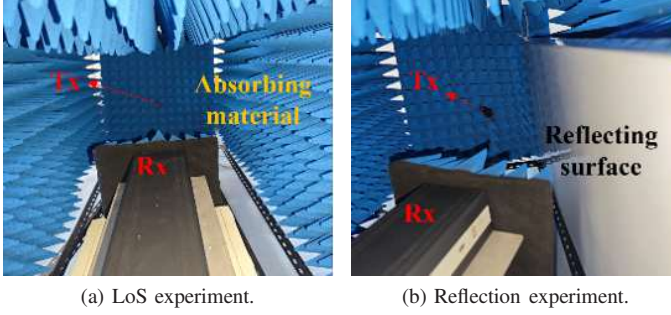 Tx
Absorbing
material
Rx
(a) LoS experiment.
Tx
Reflecting
surface
Rx
(b) Reflection experiment.